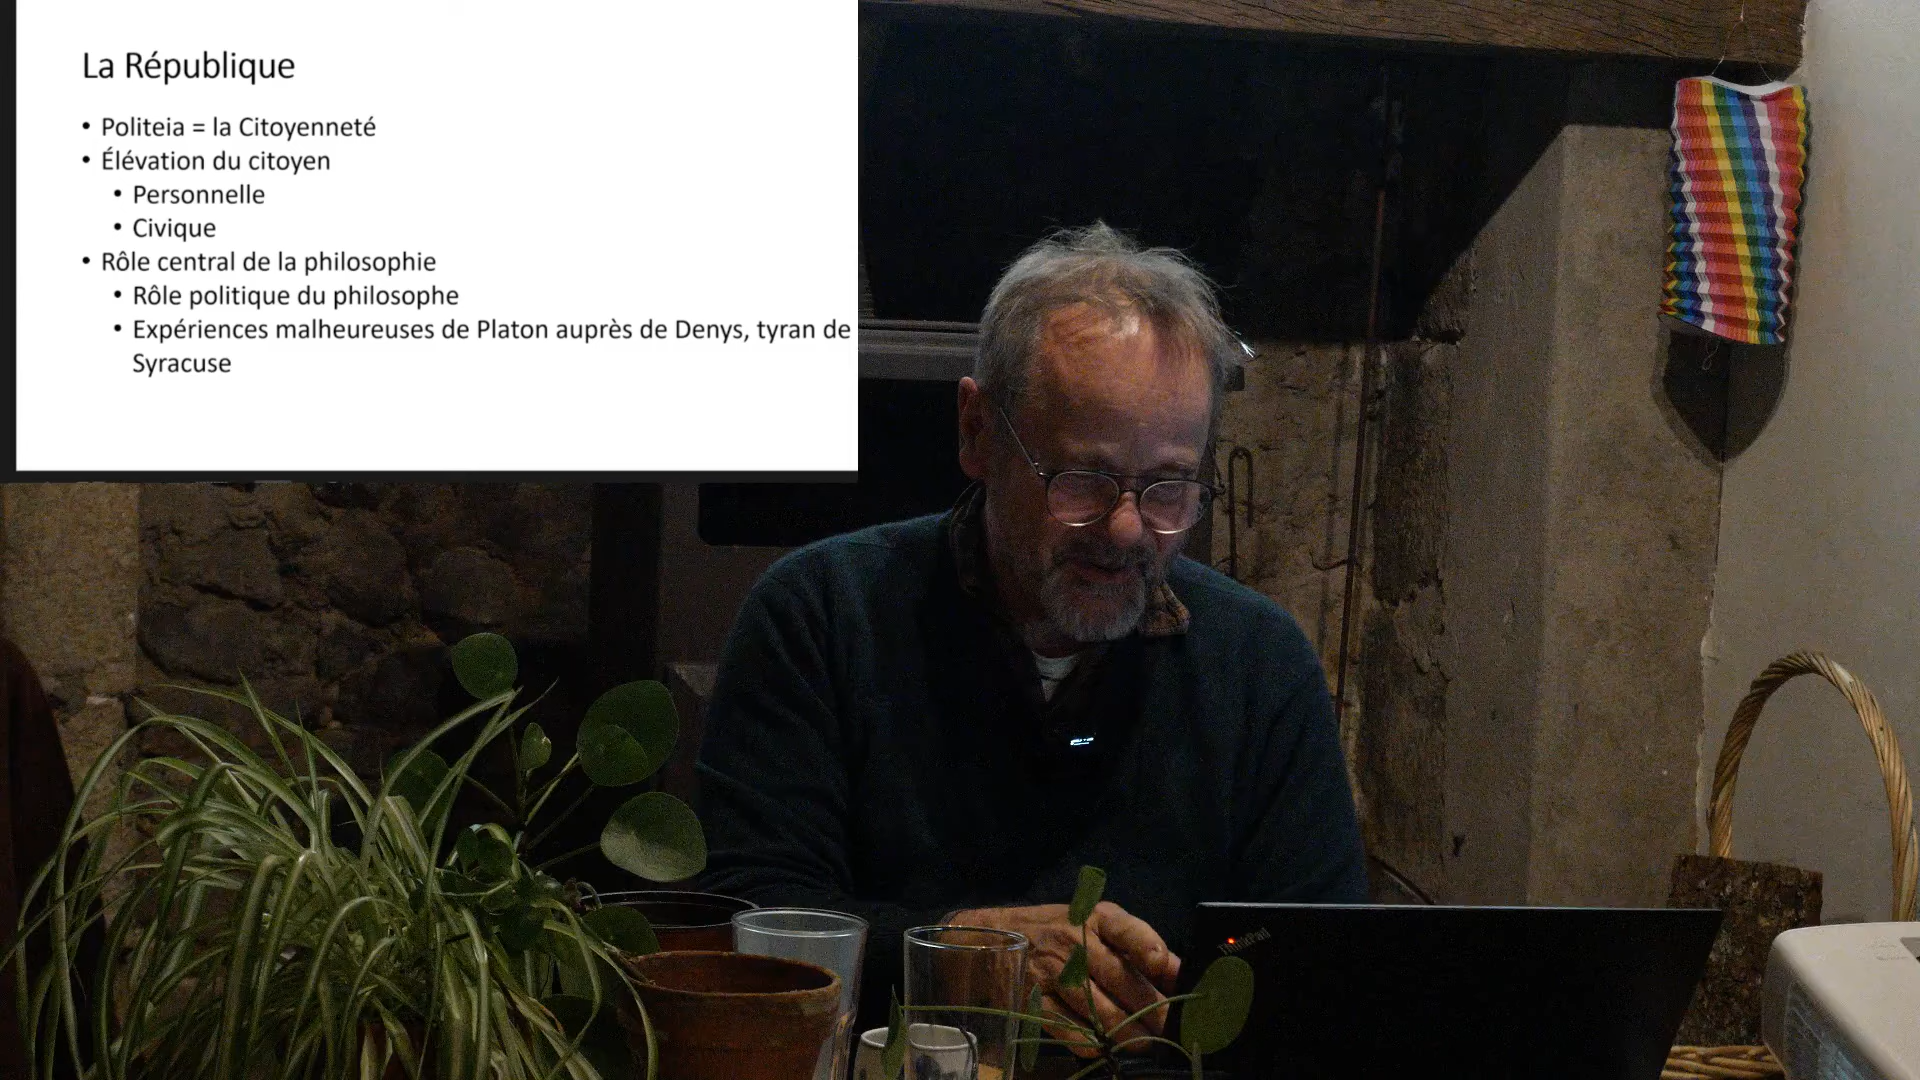 La République
• Politeia = la Citoyenneté
• Élévation du citoyen
• Personnelle
• Civique
• Rôle central de la philosophie
• Rôle politique du philosophe
• Expériences malheureuses de Platon auprès de Denys, tyran de
Syracuse
ThinkPad